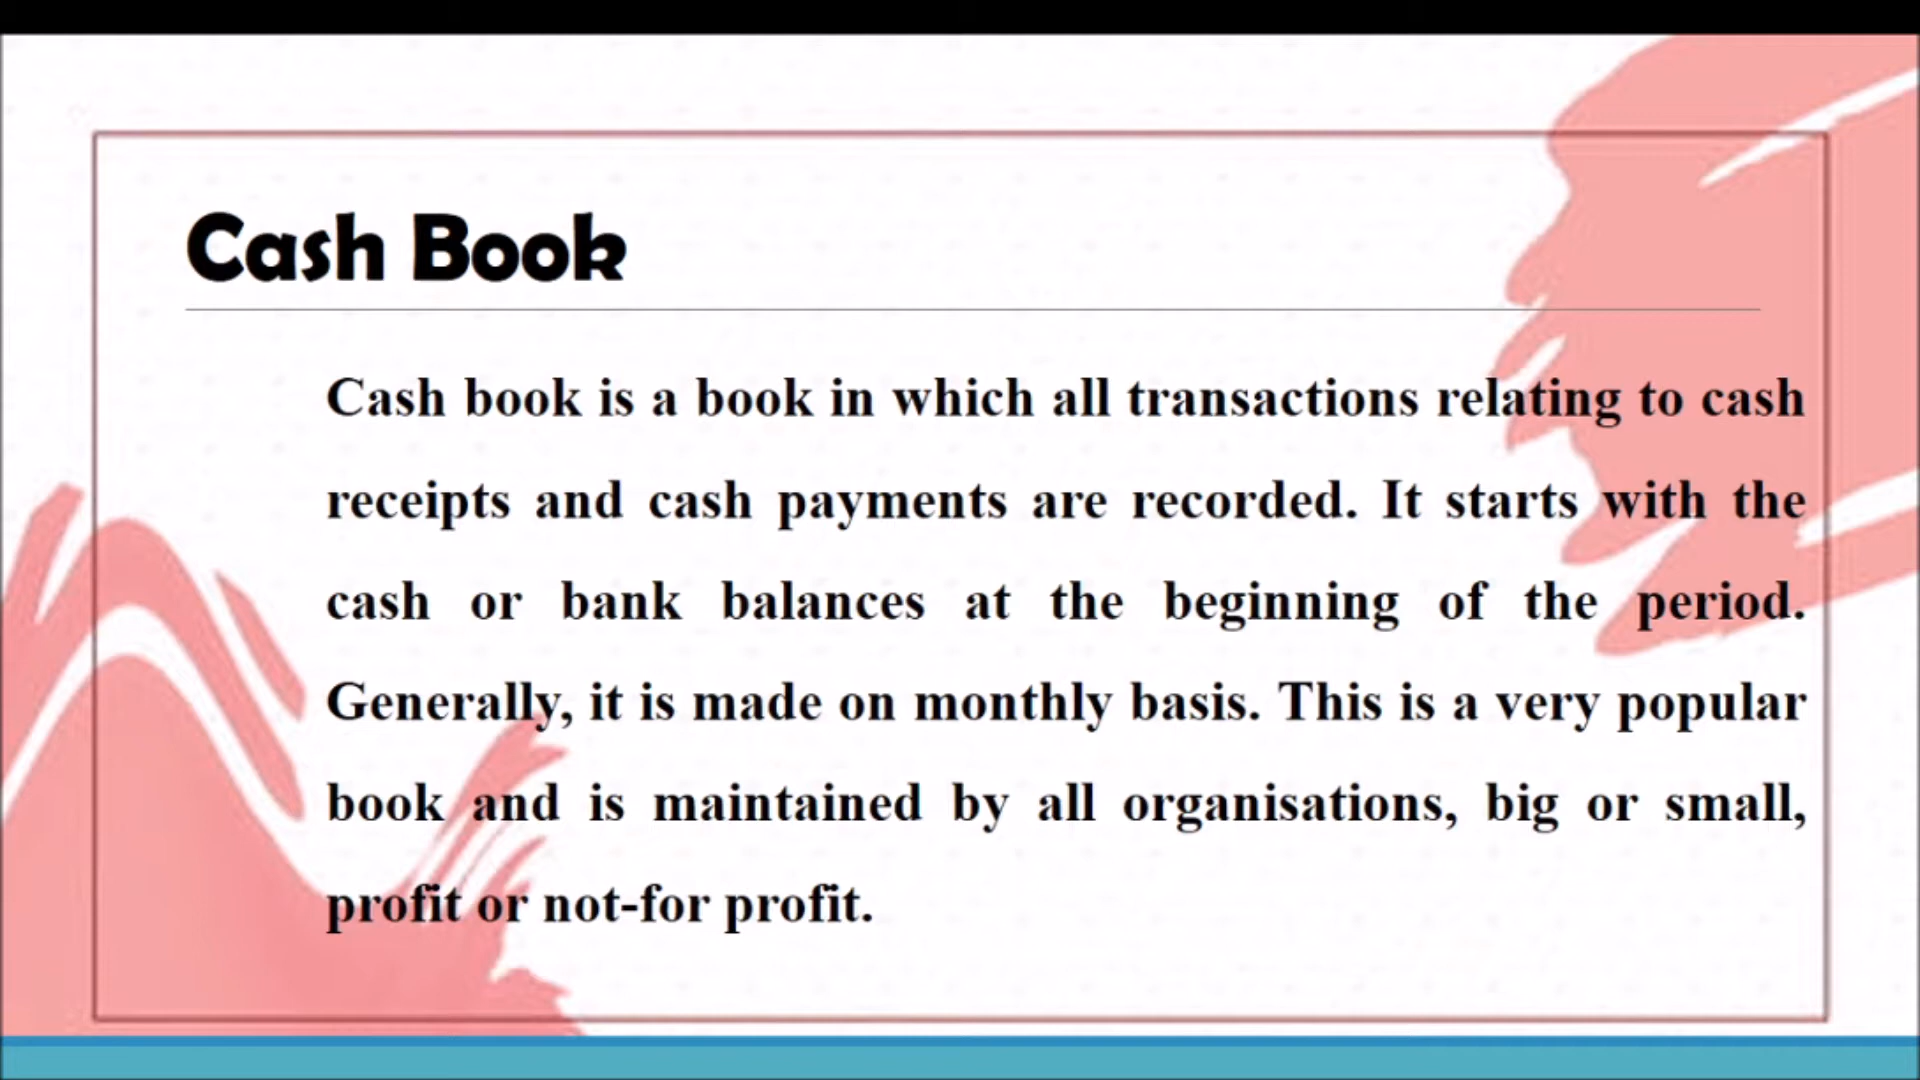 Cash Book
Cash book is a book in which all transactions relating to cash
receipts and cash payments are recorded. It starts with the
cash or bank balances at the beginning of the period.
Generally, it is made on monthly basis. This is a very popular
book and is maintained by all organisations, big or small,
profit or not-for profit.